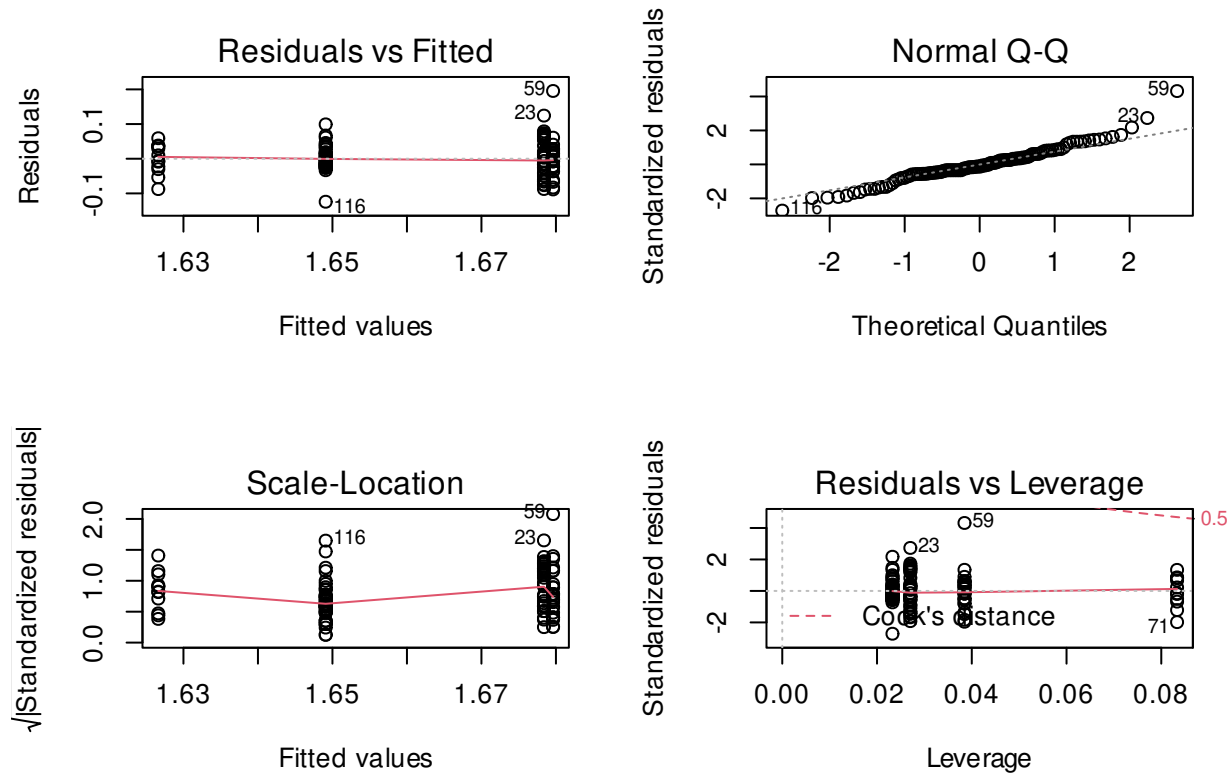 Residuals vs Fitted
Residuals
0.1
-0.1
59
23
116
1.63
1.65
1.67
Fitted values
Normal Q-Q
Standardized residuals
2
-2
59
23
116
-2
-1
0
1
2
Theoretical Quantiles
Scale-Location
√|Standardized residuals|
2.0
1.0
0.0
59
23
116
1.63
1.65
1.67
Fitted values
Residuals vs Leverage
Standardized residuals
2
-2
59
23
71
0.5
Cook's distance
0.00
0.02
0.04
0.06
0.08
Leverage